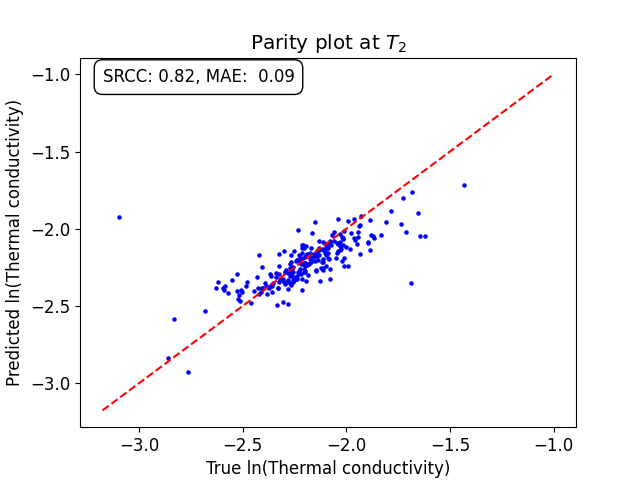 Parity plot at T₂
SRCC: 0.82, MAE:  0.09
Predicted ln(Thermal conductivity)
−1.0
−1.5
−2.0
−2.5
−3.0
−3.0 −2.5 −2.0 −1.5 −1.0
True ln(Thermal conductivity)